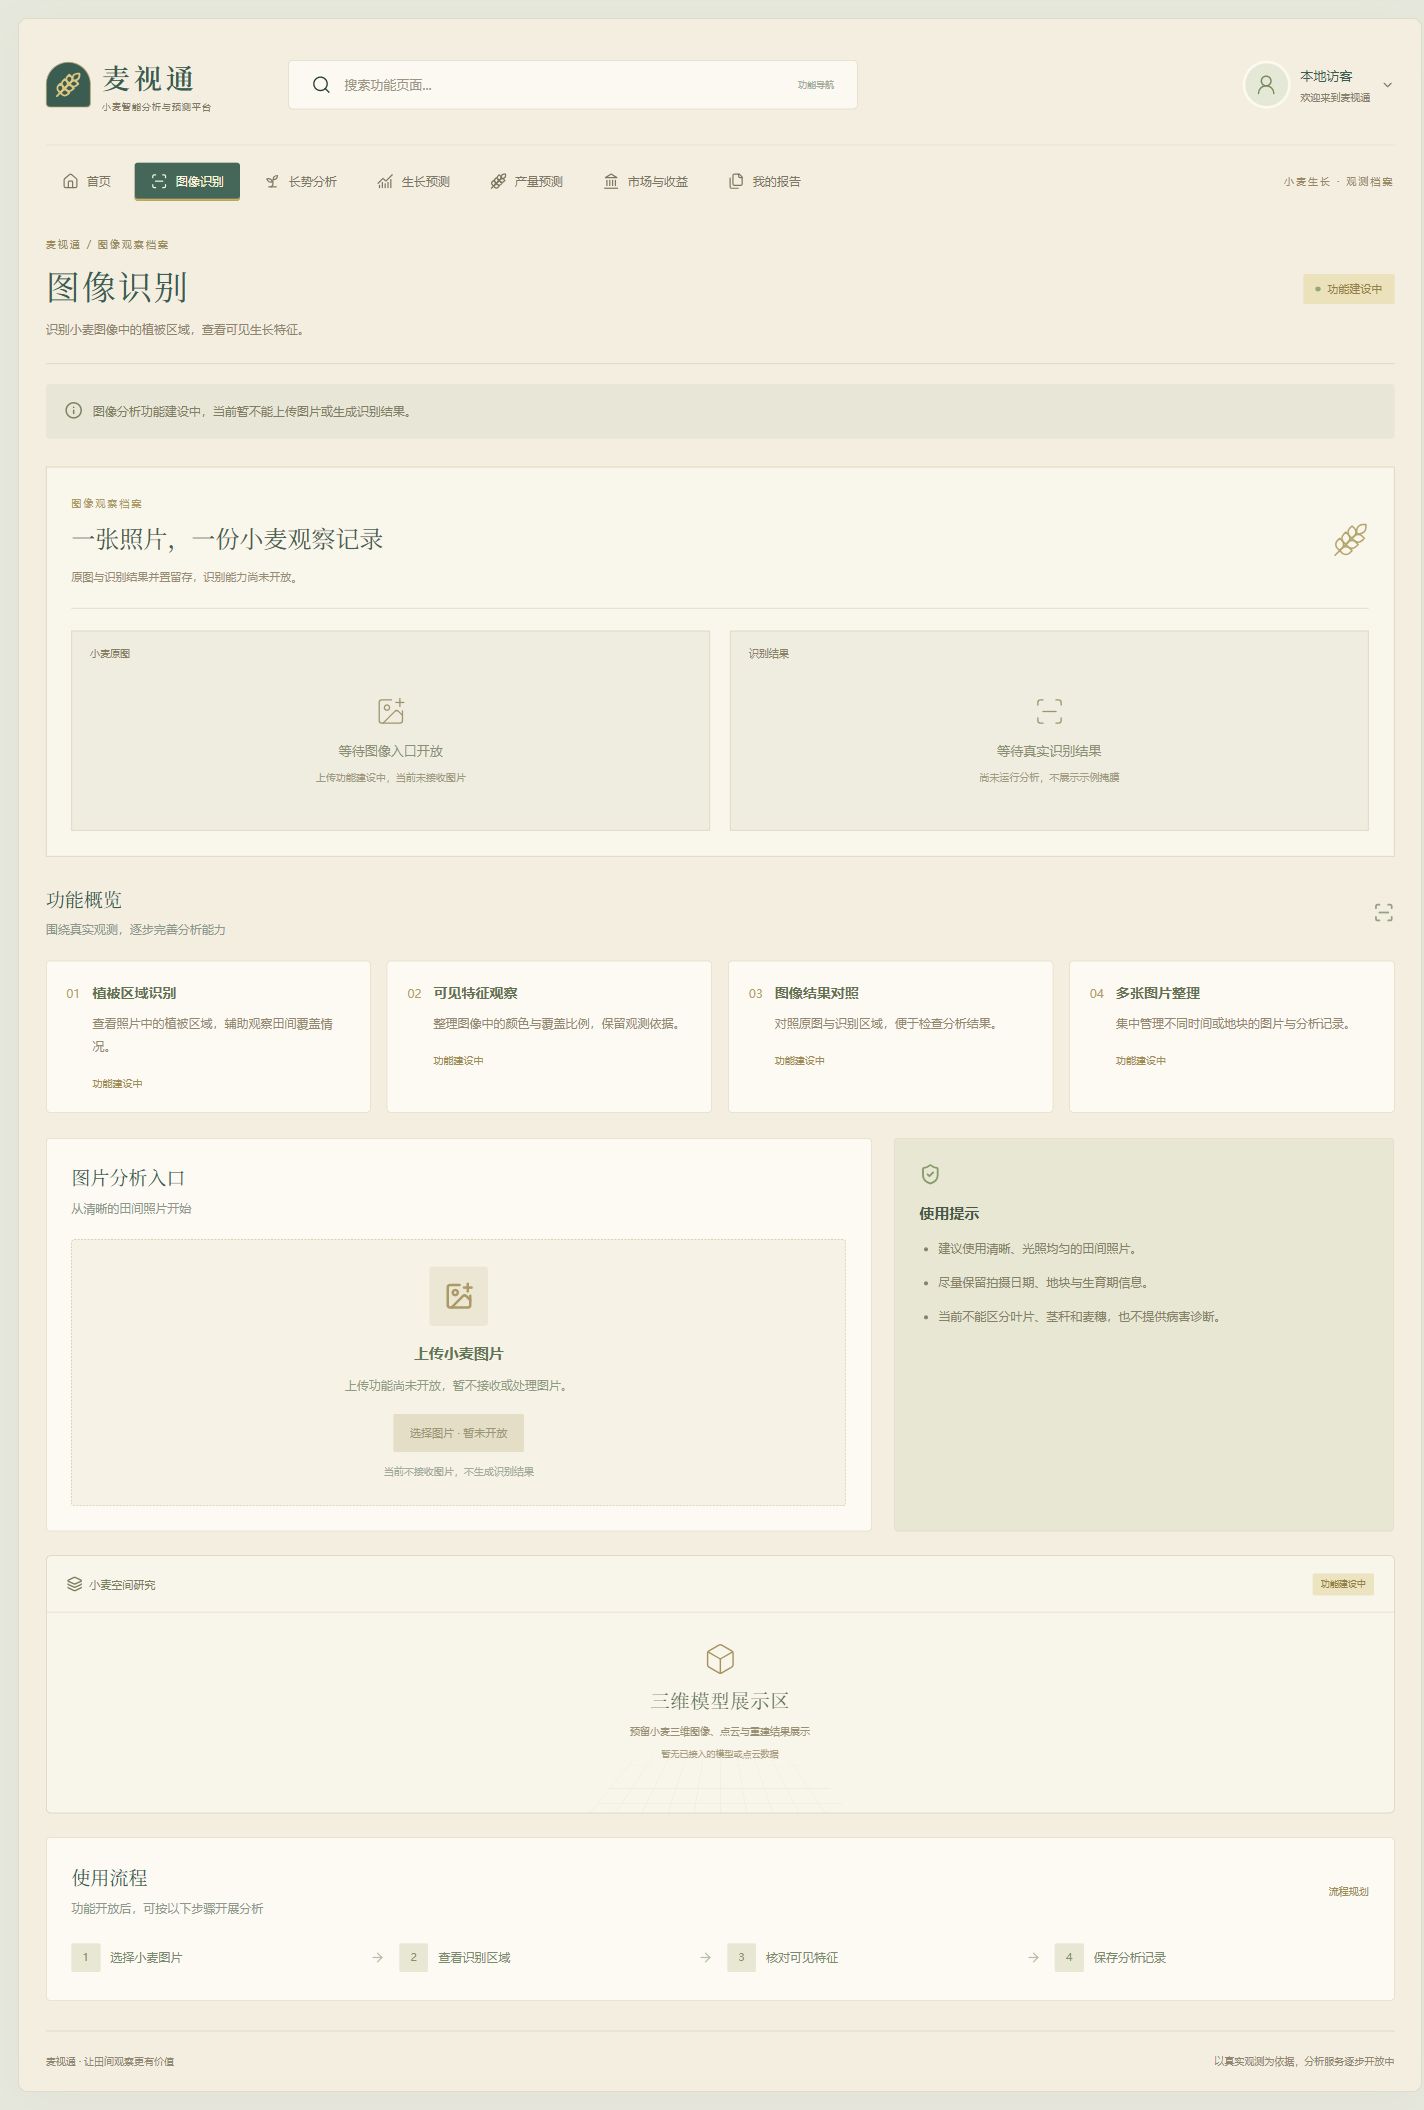 麦视通
小麦智能分析与预测平台
搜索功能页面...
功能导航
本地访客
欢迎来到麦视通
首页
图像识别
长势分析
生长预测
产量预测
市场与收益
我的报告
小麦生长 · 观测档案
麦视通 / 图像观察档案
图像识别
功能建设中
识别小麦图像中的植被区域，查看可见生长特征。
图像分析功能建设中，当前暂不能上传图片或生成识别结果。
图像观察档案
一张照片，一份小麦观察记录
原图与识别结果并置留存，识别能力尚未开放。
小麦原图
等待图像入口开放
上传功能建设中，当前未接收图片
识别结果
等待真实识别结果
尚未运行分析，不展示示例掩膜
功能概览
围绕真实观测，逐步完善分析能力
01 植被区域识别
查看照片中的植被区域，辅助观察田间覆盖情
况。
功能建设中
02 可见特征观察
整理图像中的颜色与覆盖比例，保留观测依据。
功能建设中
03 图像结果对照
对照原图与识别区域，便于检查分析结果。
功能建设中
04 多张图片整理
集中管理不同时间或地块的图片与分析记录。
功能建设中
图片分析入口
从清晰的田间照片开始
上传小麦图片
上传功能尚未开放，暂不接收或处理图片。
选择图片 · 暂未开放
当前不接收图片，不生成识别结果
使用提示
• 建议使用清晰、光照均匀的田间照片。
• 尽量保留拍摄日期、地块与生育期信息。
• 当前不能区分叶片、茎秆和麦穗，也不提供病害诊断。
小麦空间研究
功能建设中
三维模型展示区
预留小麦三维图像、点云与重建结果展示
暂无已接入的模型或点云数据
使用流程
功能开放后，可按以下步骤开展分析
流程规划
1 选择小麦图片
2 查看识别区域
3 核对可见特征
4 保存分析记录
麦视通 · 让田间观察更有价值
以真实观测为依据，分析服务逐步开放中